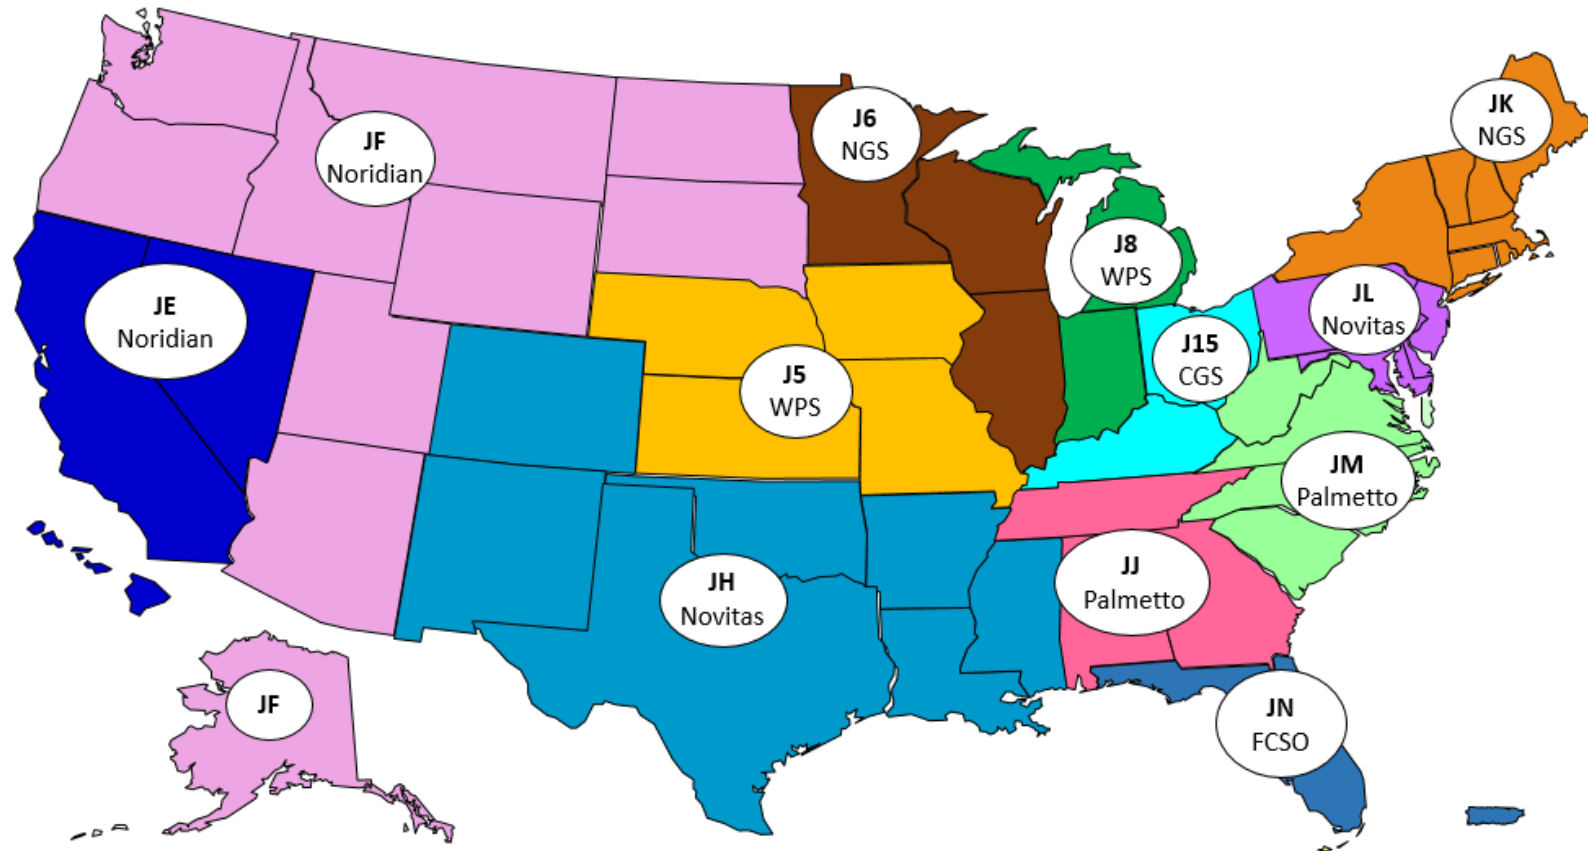 JF
Noridian
J6
NGS
JK
NGS
J8
WPS
JE
Noridian
JL
Novitas
J15
CGS
J5
WPS
JM
Palmetto
JH
Novitas
JJ
Palmetto
JF
JN
FCSO